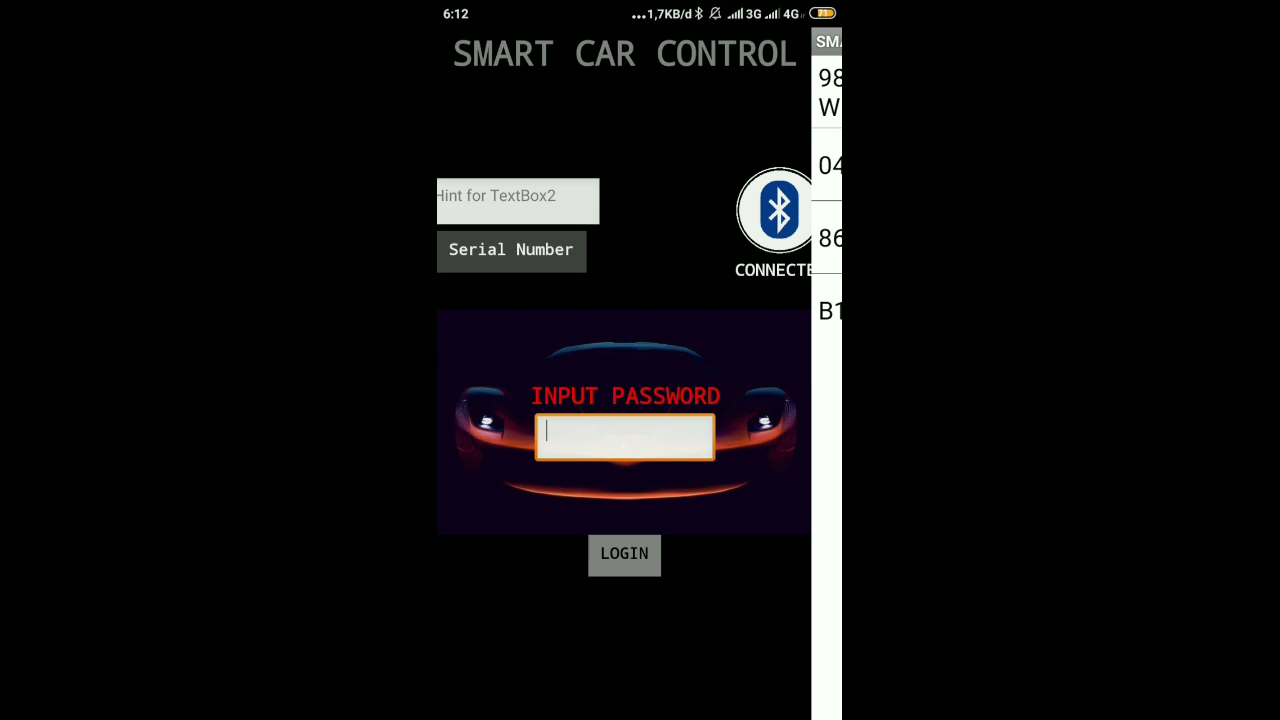 6:12
...1,7KB/d 3G 4G 71
SMART CAR CONTROL
Hint for TextBox2
Serial Number
CONNECTE
INPUT PASSWORD
LOGIN
SMA
98
W
04
86
B1